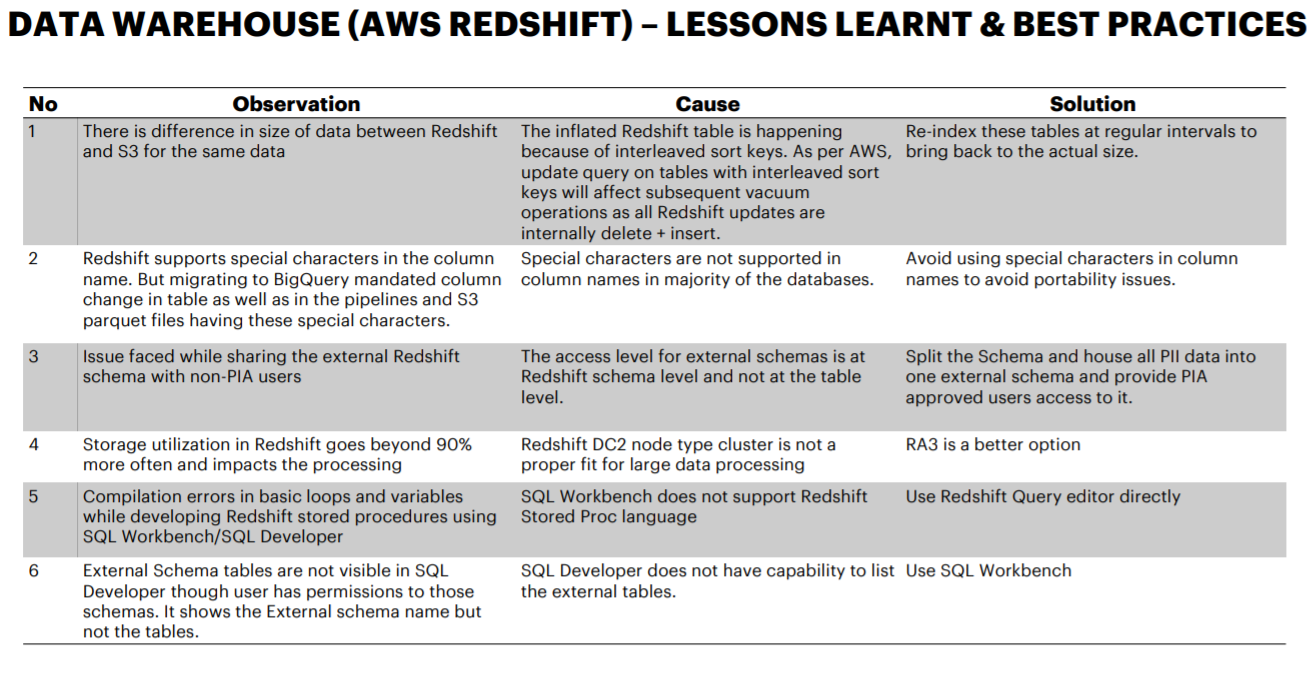 DATA WAREHOUSE (AWS REDSHIFT) – LESSONS LEARNT & BEST PRACTICES
No Observation Cause Solution
1
There is difference in size of data between Redshift
and S3 for the same data
The inflated Redshift table is happening
because of interleaved sort keys. As per AWS,
update query on tables with interleaved sort
keys will affect subsequent vacuum
operations as all Redshift updates are
internally delete + insert.
Re-index these tables at regular intervals to
bring back to the actual size.
2
Redshift supports special characters in the column
name. But migrating to BigQuery mandated column
change in table as well as in the pipelines and S3
parquet files having these special characters.
Special characters are not supported in
column names in majority of the databases.
Avoid using special characters in column
names to avoid portability issues.
3
Issue faced while sharing the external Redshift
schema with non-PIA users
The access level for external schemas is at
Redshift schema level and not at the table
level.
Split the Schema and house all PII data into
one external schema and provide PIA
approved users access to it.
4
Storage utilization in Redshift goes beyond 90%
more often and impacts the processing
Redshift DC2 node type cluster is not a
proper fit for large data processing
RA3 is a better option
5
Compilation errors in basic loops and variables
while developing Redshift stored procedures using
SQL Workbench/SQL Developer
SQL Workbench does not support Redshift
Stored Proc language
Use Redshift Query editor directly
6
External Schema tables are not visible in SQL
Developer though user has permissions to those
schemas. It shows the External schema name but
not the tables.
SQL Developer does not have capability to list
the external tables.
Use SQL Workbench